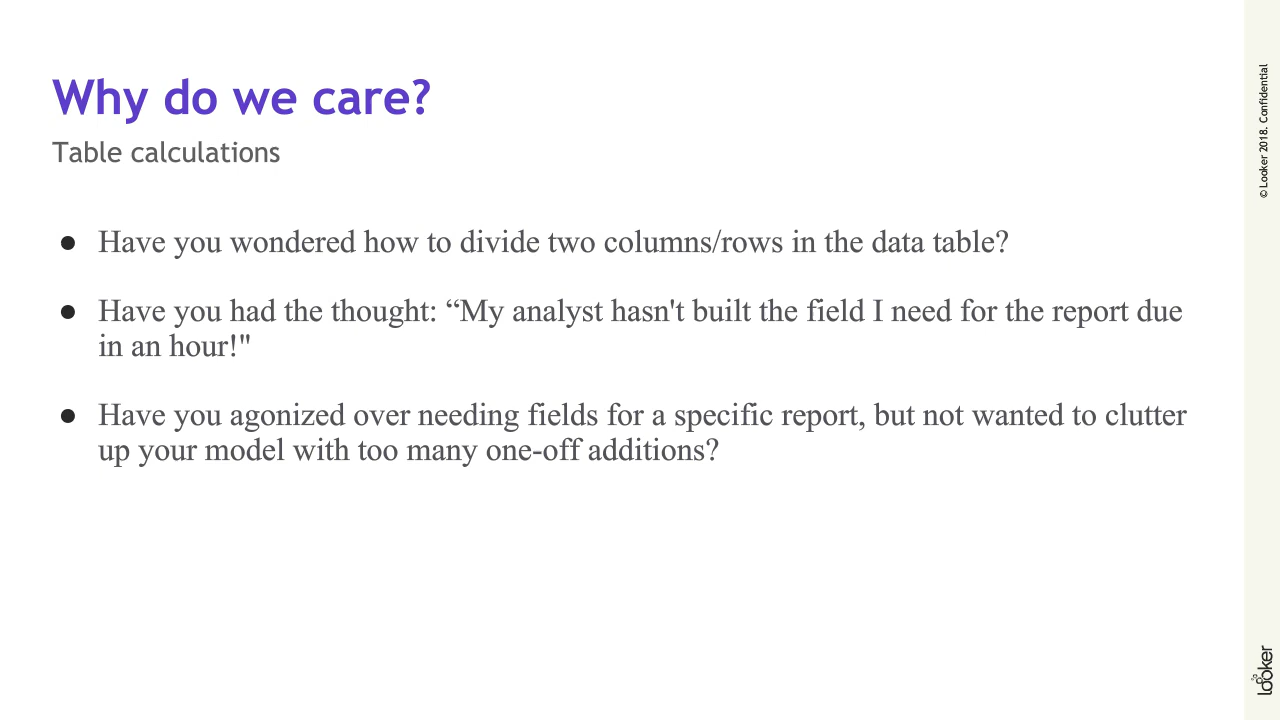 Why do we care?
Table calculations
● Have you wondered how to divide two columns/rows in the data table?
● Have you had the thought: “My analyst hasn't built the field I need for the report due
in an hour!"
● Have you agonized over needing fields for a specific report, but not wanted to clutter
up your model with too many one-off additions?
© Looker 2018. Confidential
looker